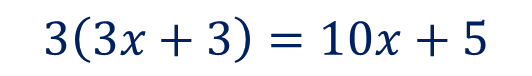 3(3x + 3) = 10x + 5